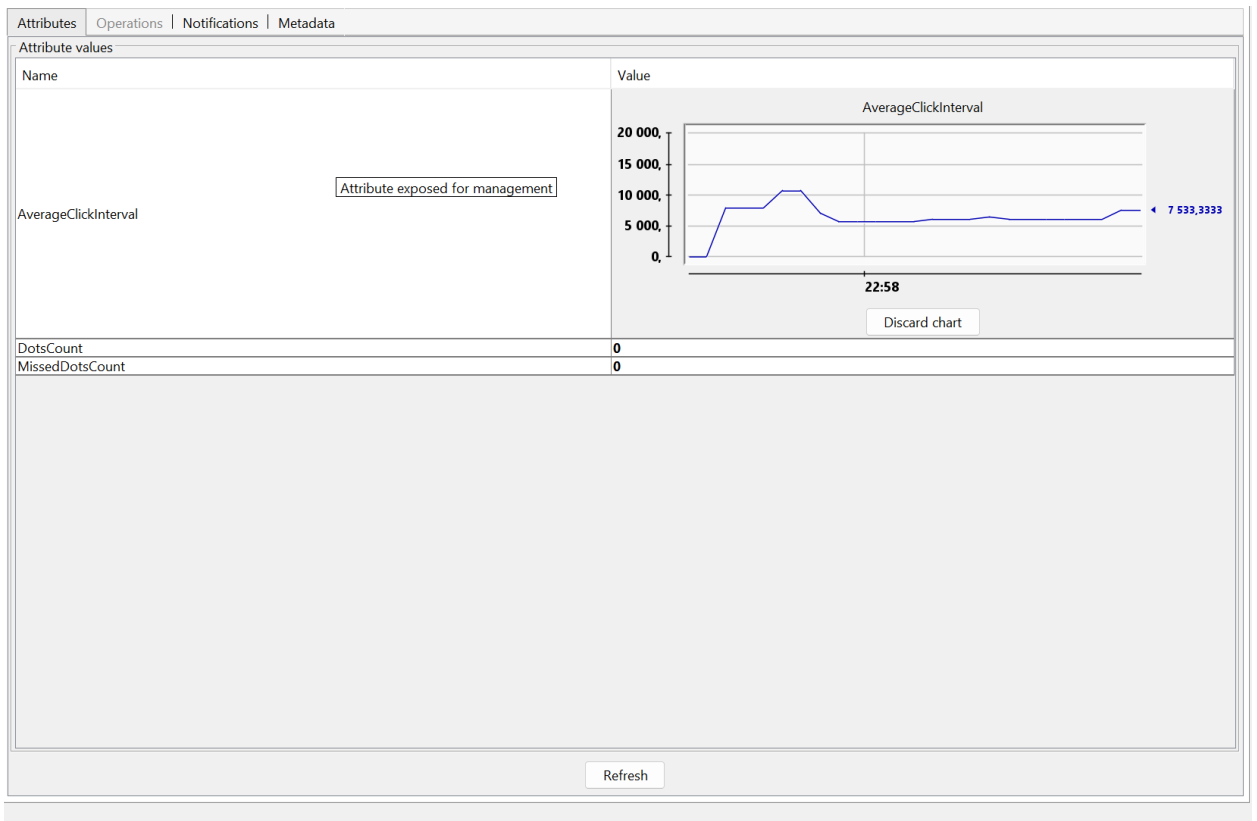 Attributes Operations Notifications Metadata
Attribute values
Name Value
AverageClickInterval
20 000,
15 000,
Attribute exposed for management
10 000,
AverageClickInterval
7 533,3333
5 000,
0,
22:58
Discard chart
DotsCount 0
MissedDotsCount 0
Refresh